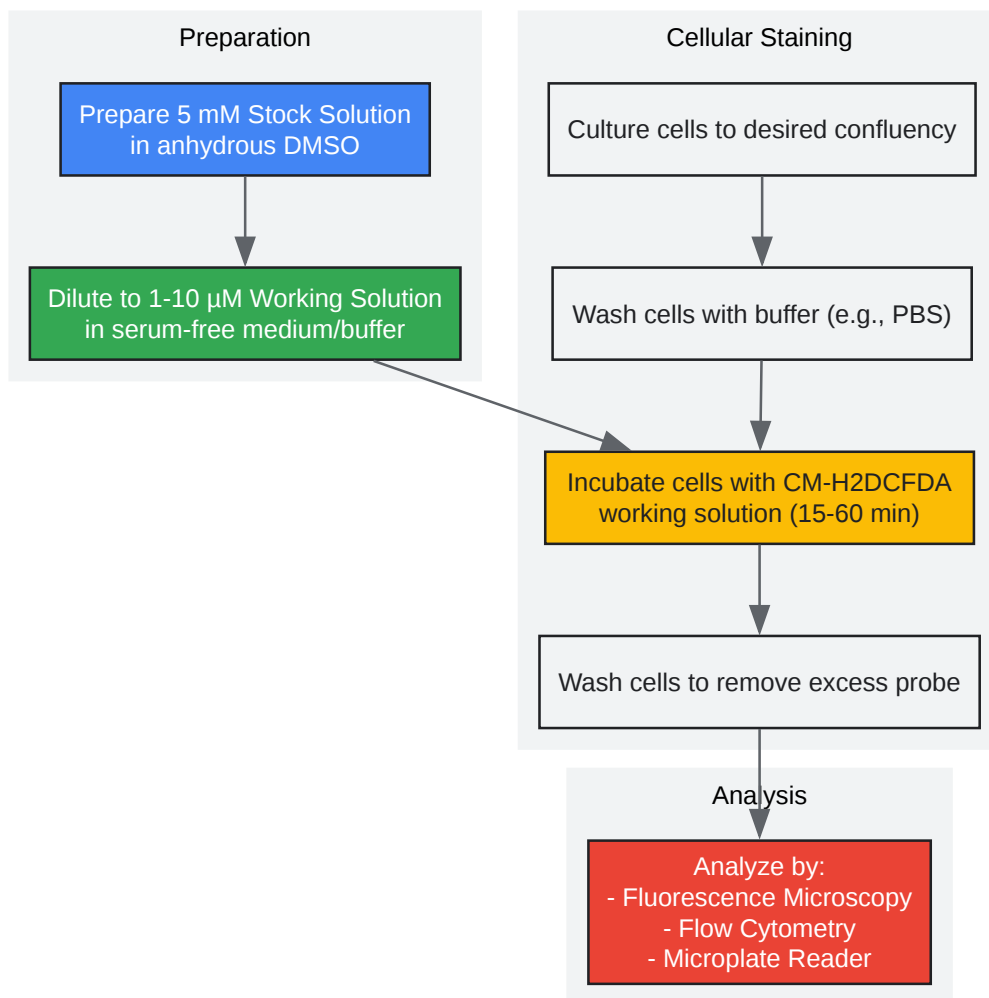 Preparation
Prepare 5 mM Stock Solution
in anhydrous DMSO
Dilute to 1-10 µM Working Solution
in serum-free medium/buffer
Cellular Staining
Culture cells to desired confluency
Wash cells with buffer (e.g., PBS)
Incubate cells with CM-H2DCFDA
working solution (15-60 min)
Wash cells to remove excess probe
Analysis
Analyze by:
- Fluorescence Microscopy
- Flow Cytometry
- Microplate Reader